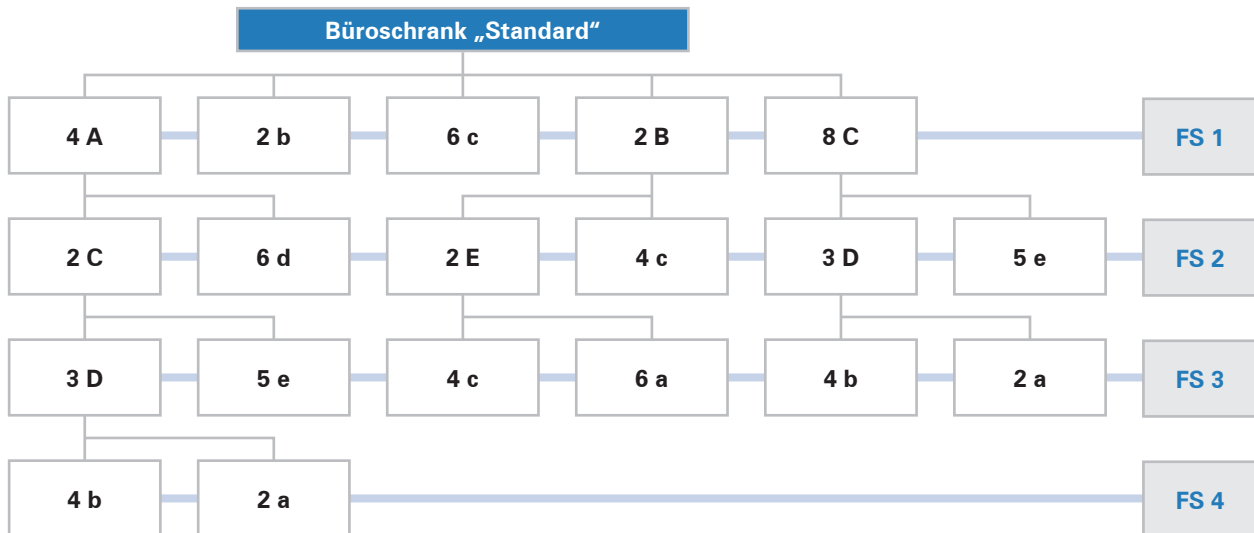 Büroschrank „Standard“
4 A 2 b 6 c 2 B 8 C FS 1
2 C 6 d 2 E 4 c 3 D 5 e FS 2
3 D 5 e 4 c 6 a 4 b 2 a FS 3
4 b 2 a FS 4